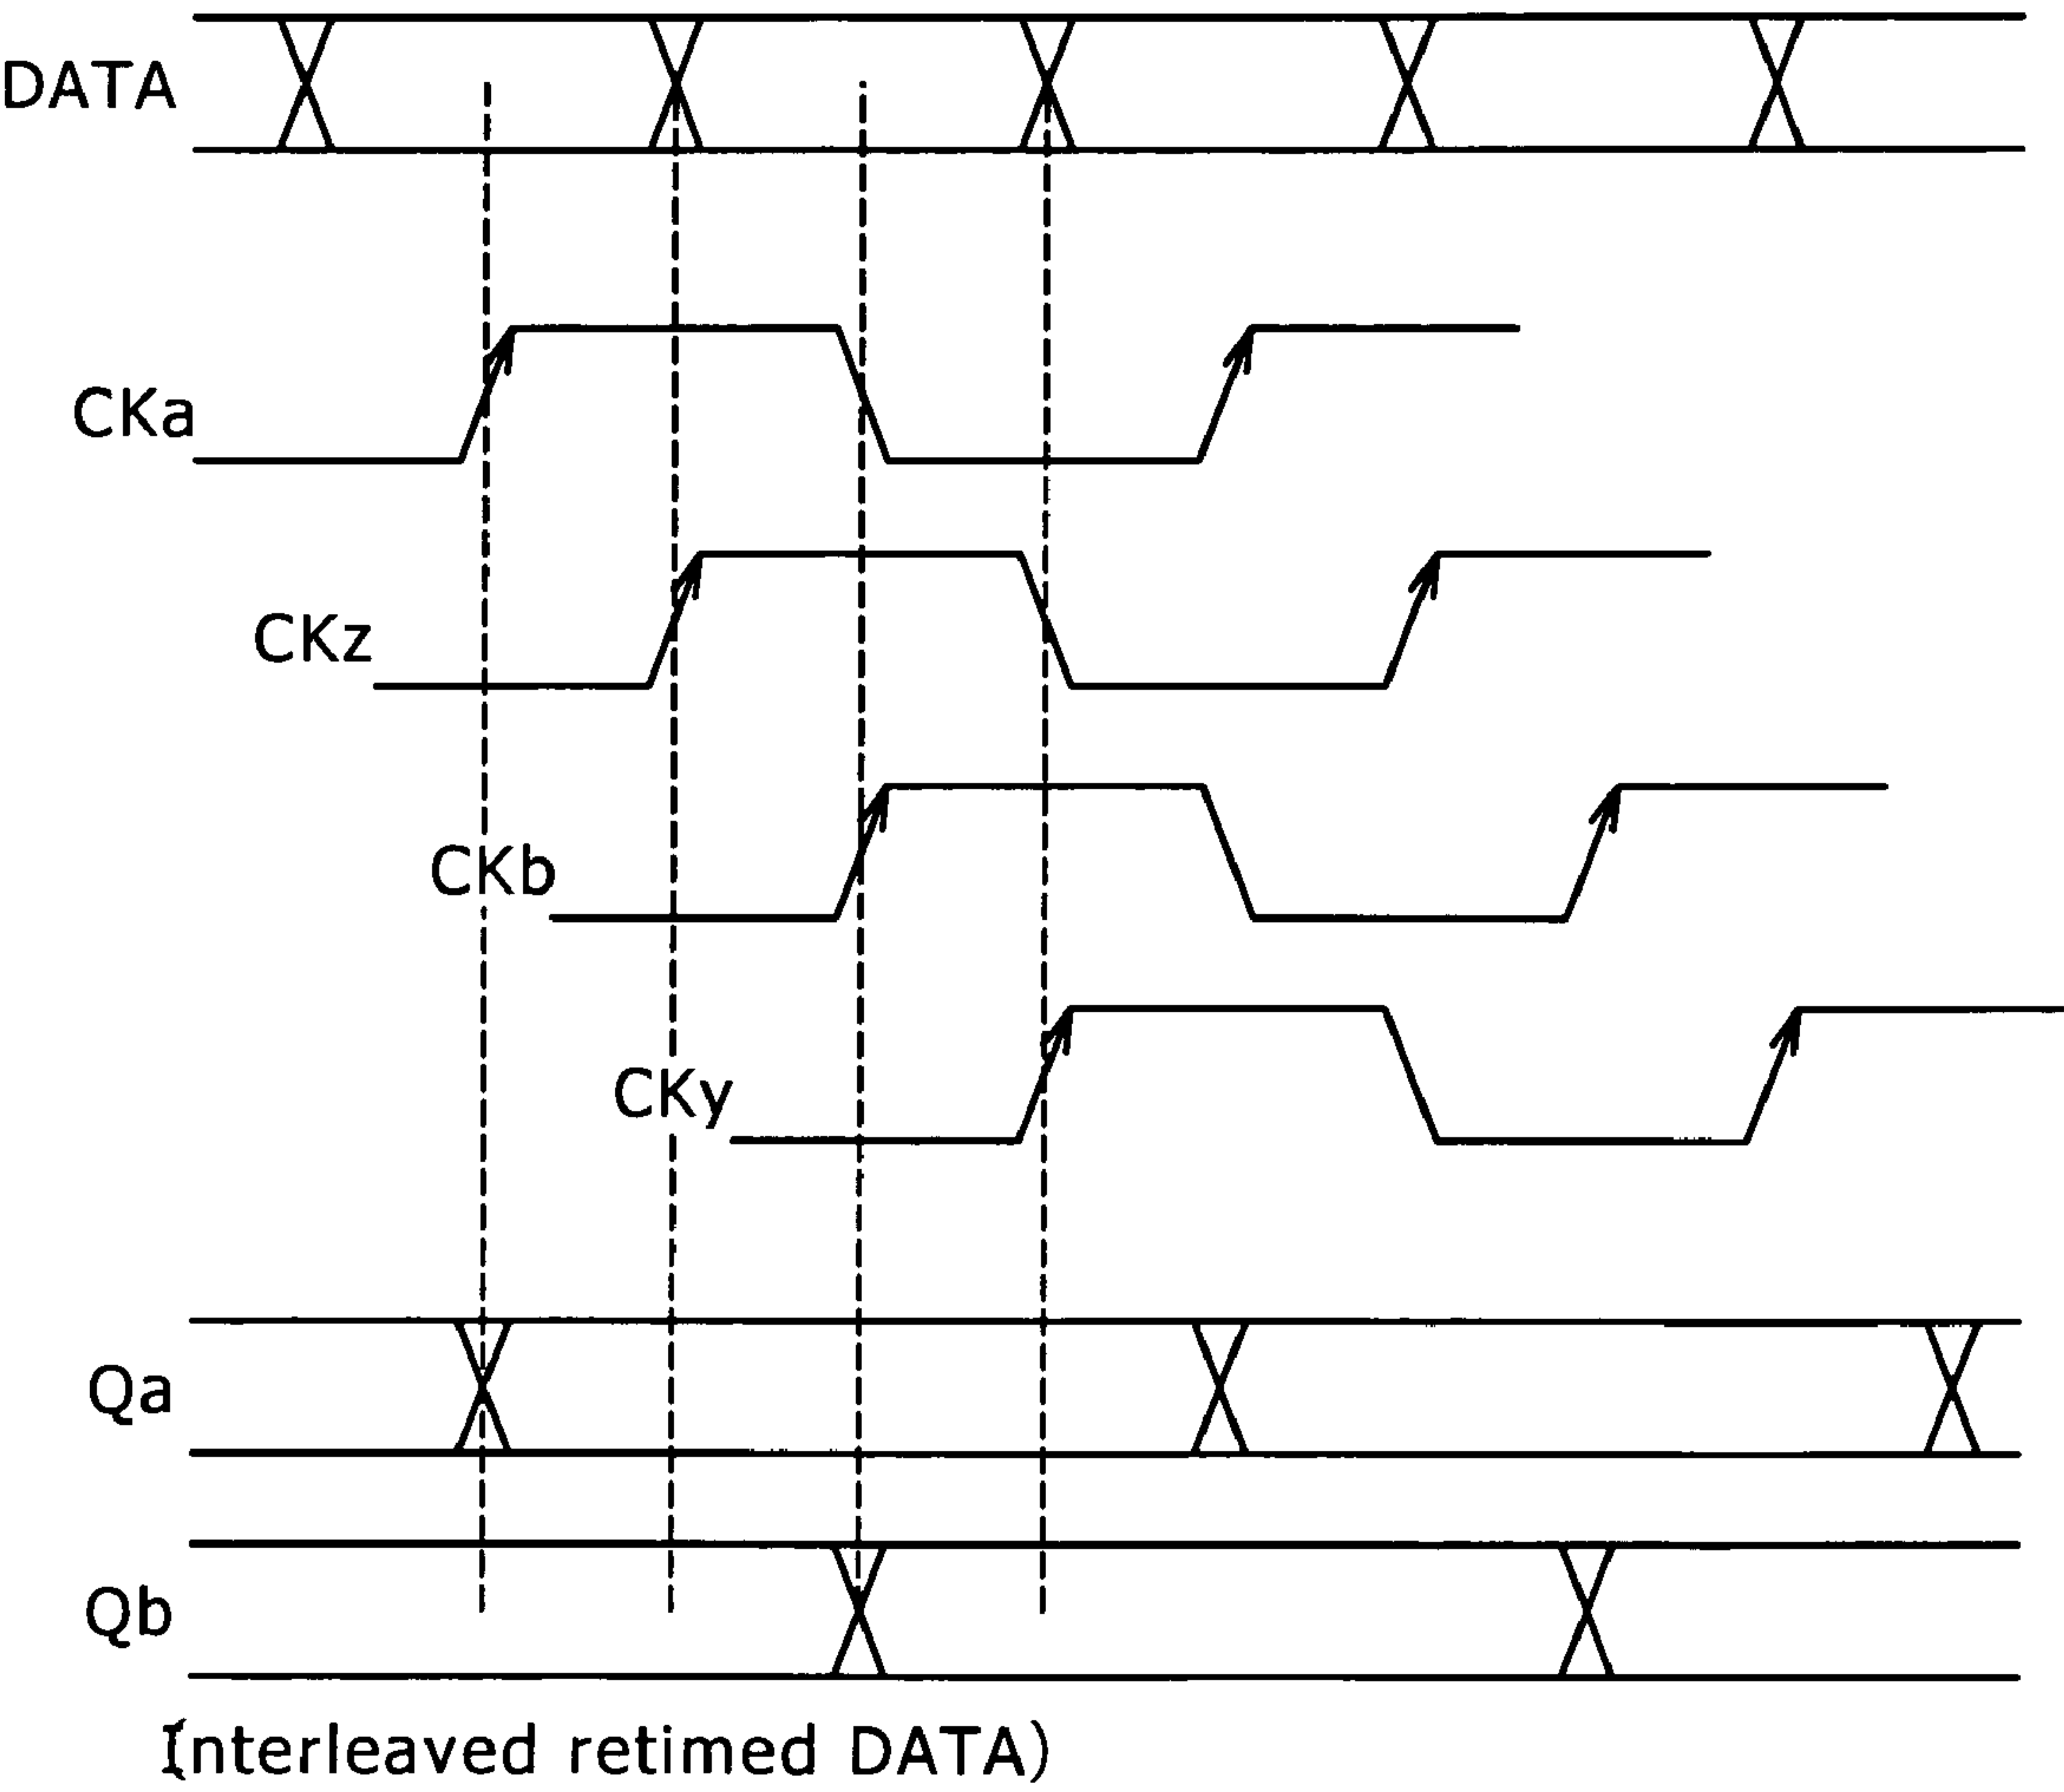 DATA
CKa
CKz
CKb
CKy
Qa
Qb
(Interleaved retimed DATA)